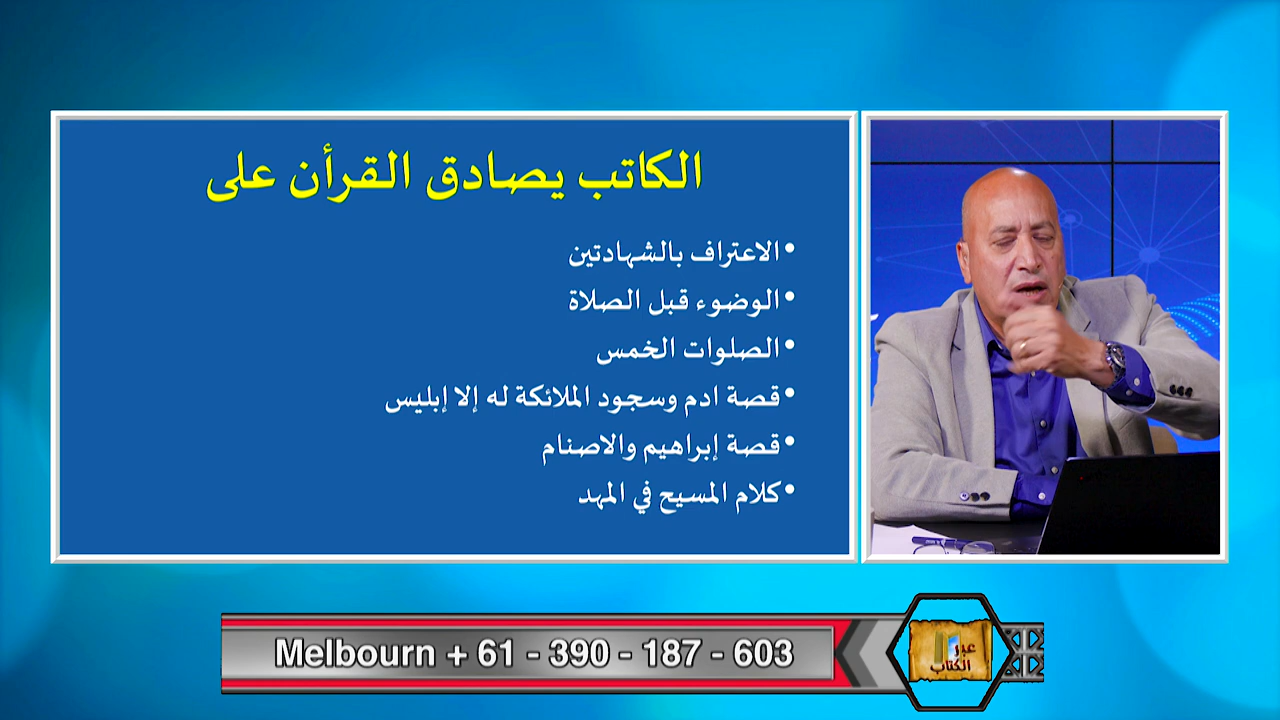 الكاتب يصادق القرأن على
•الاعتراف بالشهادتين
•الوضوء قبل الصلاة
•الصلوات الخمس
•قصة ادم وسجود الملائكة له إلا إبليس
•قصة إبراهيم والاصنام
•كلام المسيح في المهد
Melbourn + 61 - 390 - 187 - 603
عبر
الكتاب